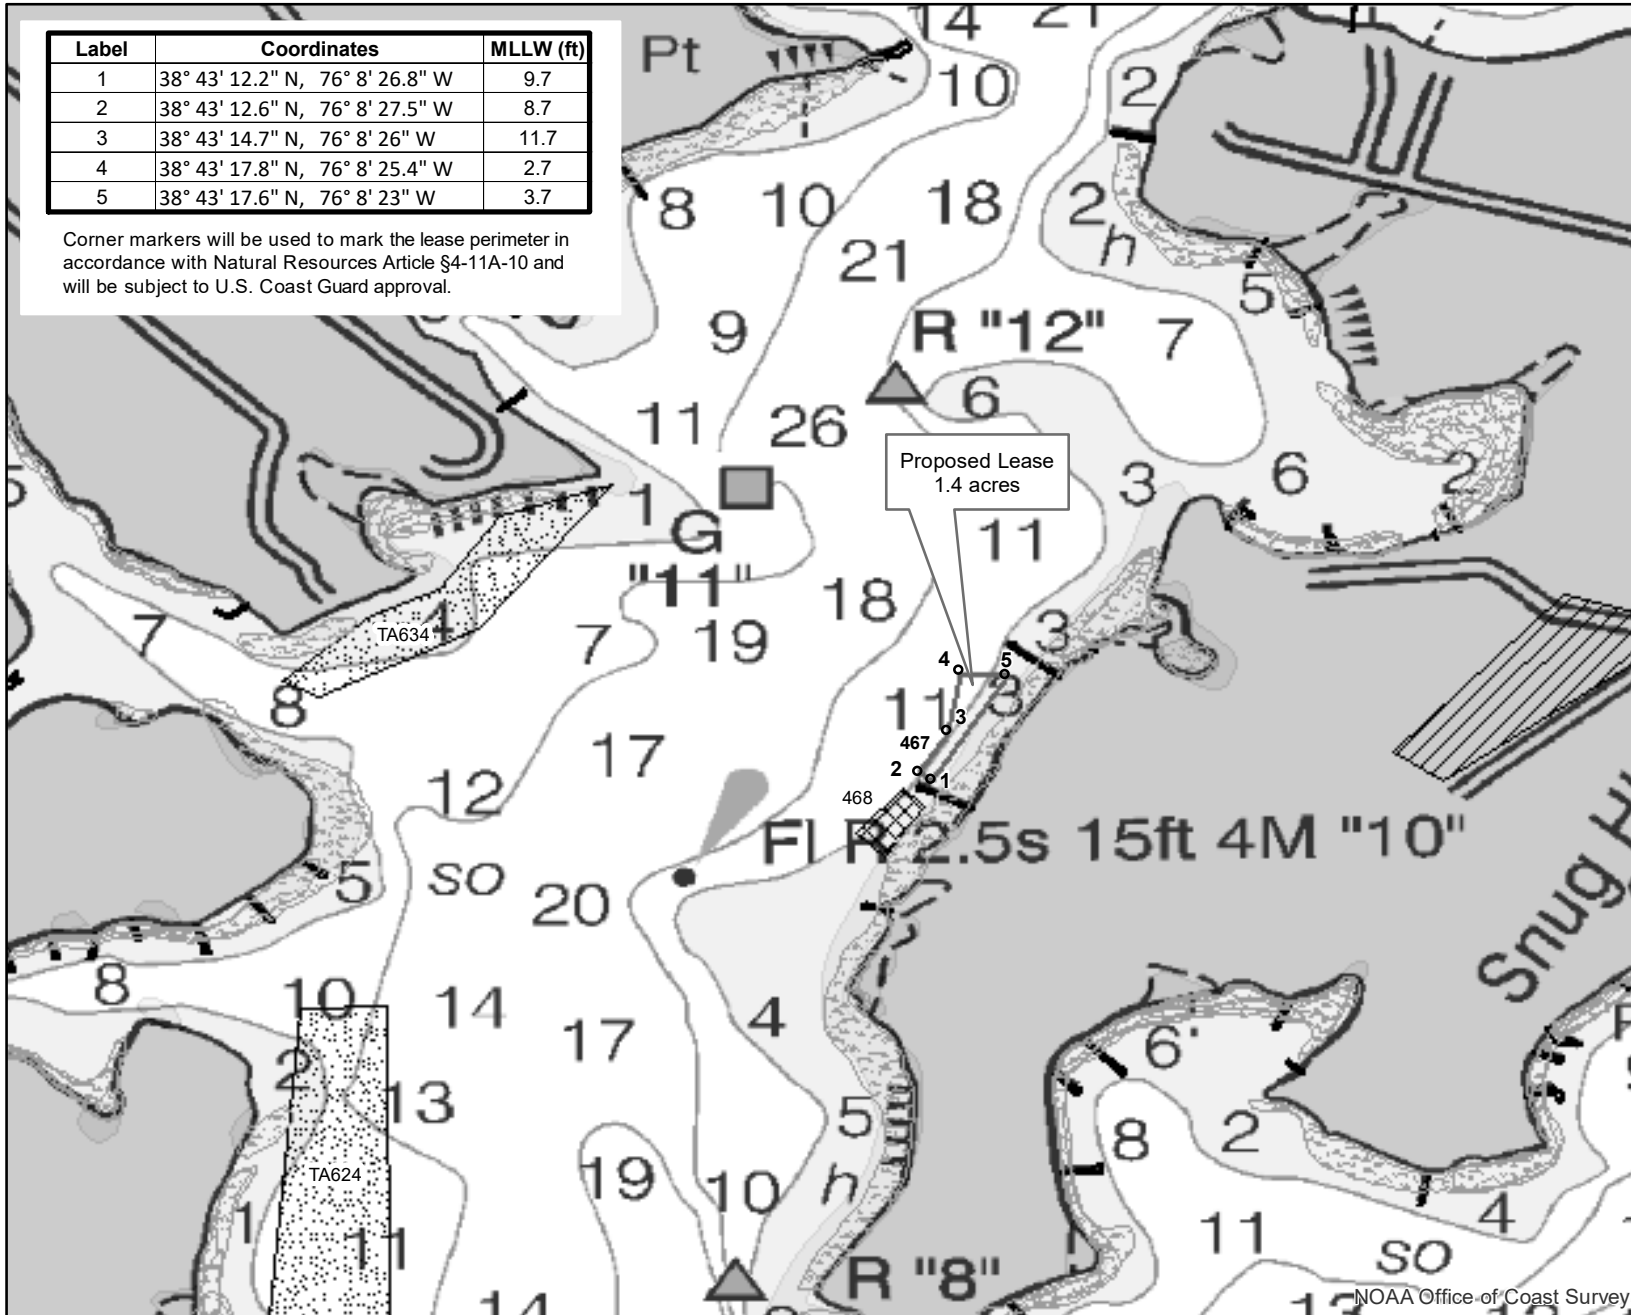 Label Coordinates MLLW (ft)
1 38° 43' 12.2" N, 76° 8' 26.8" W 9.7
2 38° 43' 12.6" N, 76° 8' 27.5" W 8.7
3 38° 43' 14.7" N, 76° 8' 26" W 11.7
4 38° 43' 17.8" N, 76° 8' 25.4" W 2.7
5 38° 43' 17.6" N, 76° 8' 23" W 3.7
Corner markers will be used to mark the lease perimeter in
accordance with Natural Resources Article §4-11A-10 and
will be subject to U.S. Coast Guard approval.
14 21
Pt
10 2
8 10 18 2
h
21
5
9 R "12" 7
6
11 26
Proposed Lease
1.4 acres
3 6 2
1
G
"11"
11
18
TA634 4
7 7 19 3
4 5
8 11 3
3
467
17
2 1
12
468
Fl R 2.5s 15ft 4M "10"
so
5
20
Snug H
8 10 14
17 4
6
2
13
5
8 2
TA624
19 10 h
1
11
4
11
so
R "8"
14
NOAA Office of Coast Survey